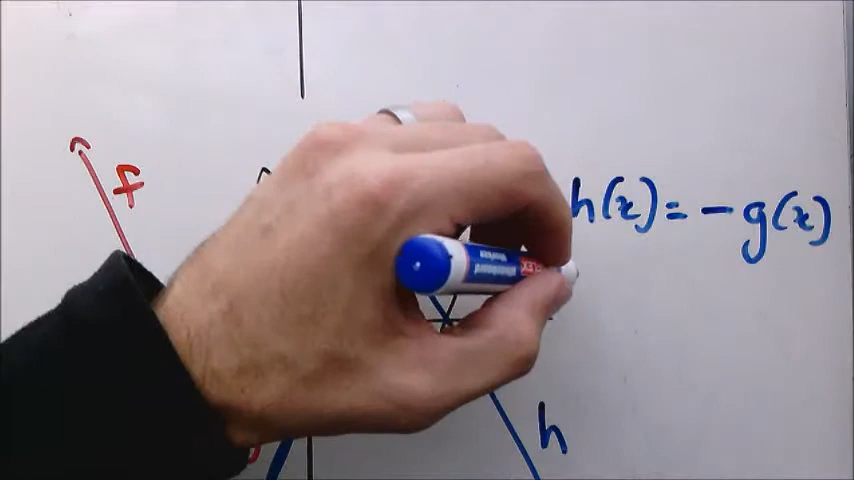 f
h(x) = - g(x)
h